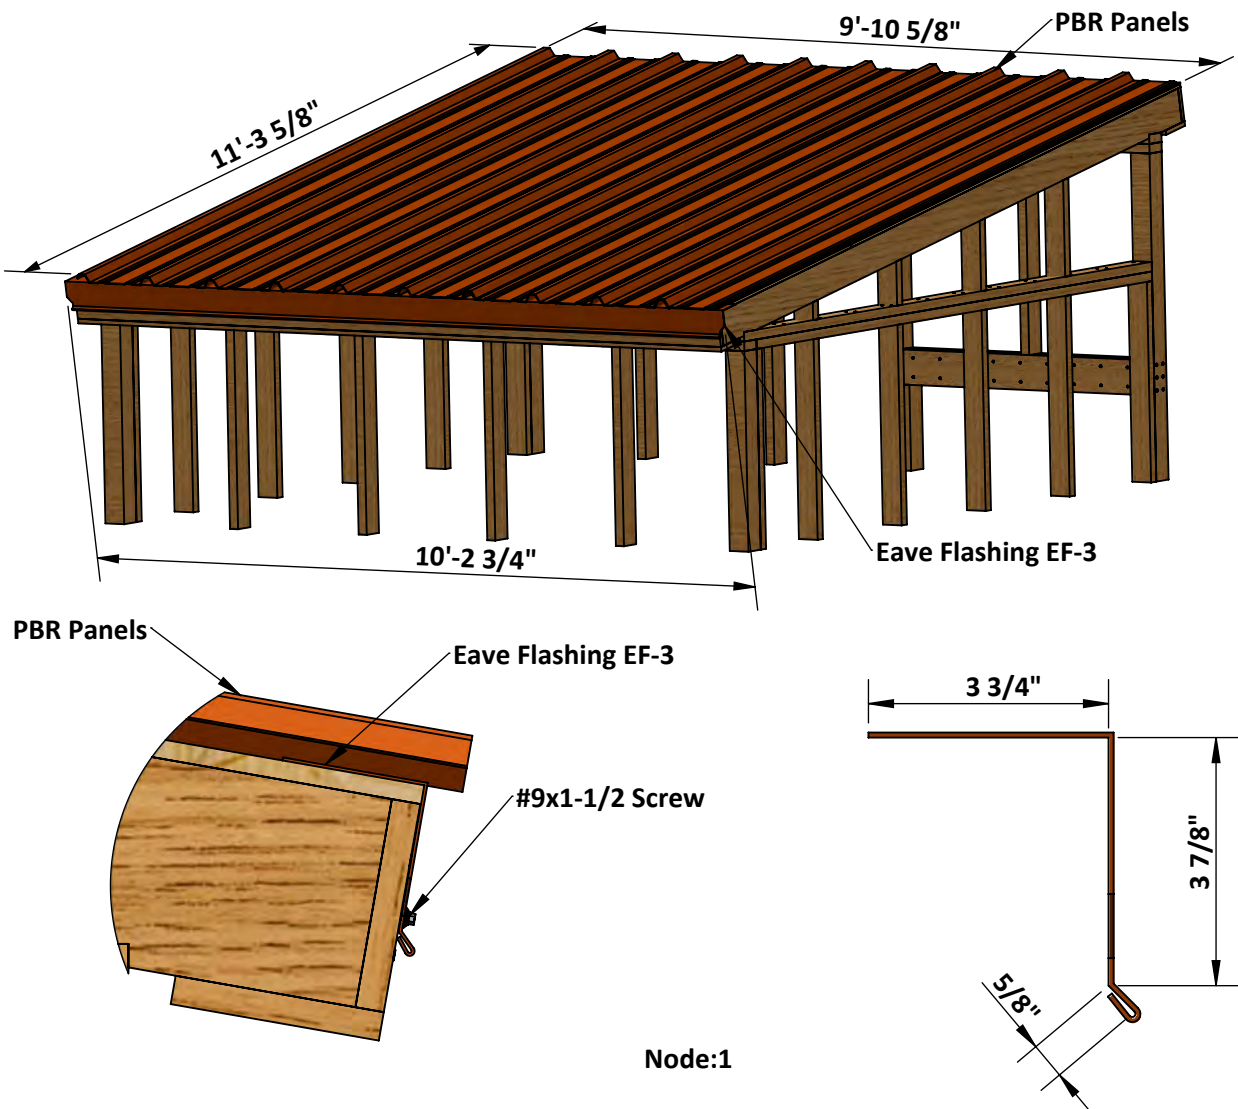 9'-10 5/8"
PBR Panels
11'-3 5/8"
10'-2 3/4"
Eave Flashing EF-3
PBR Panels
Eave Flashing EF-3
#9x1-1/2 Screw
3 3/4"
3 7/8"
5/8"
Node:1